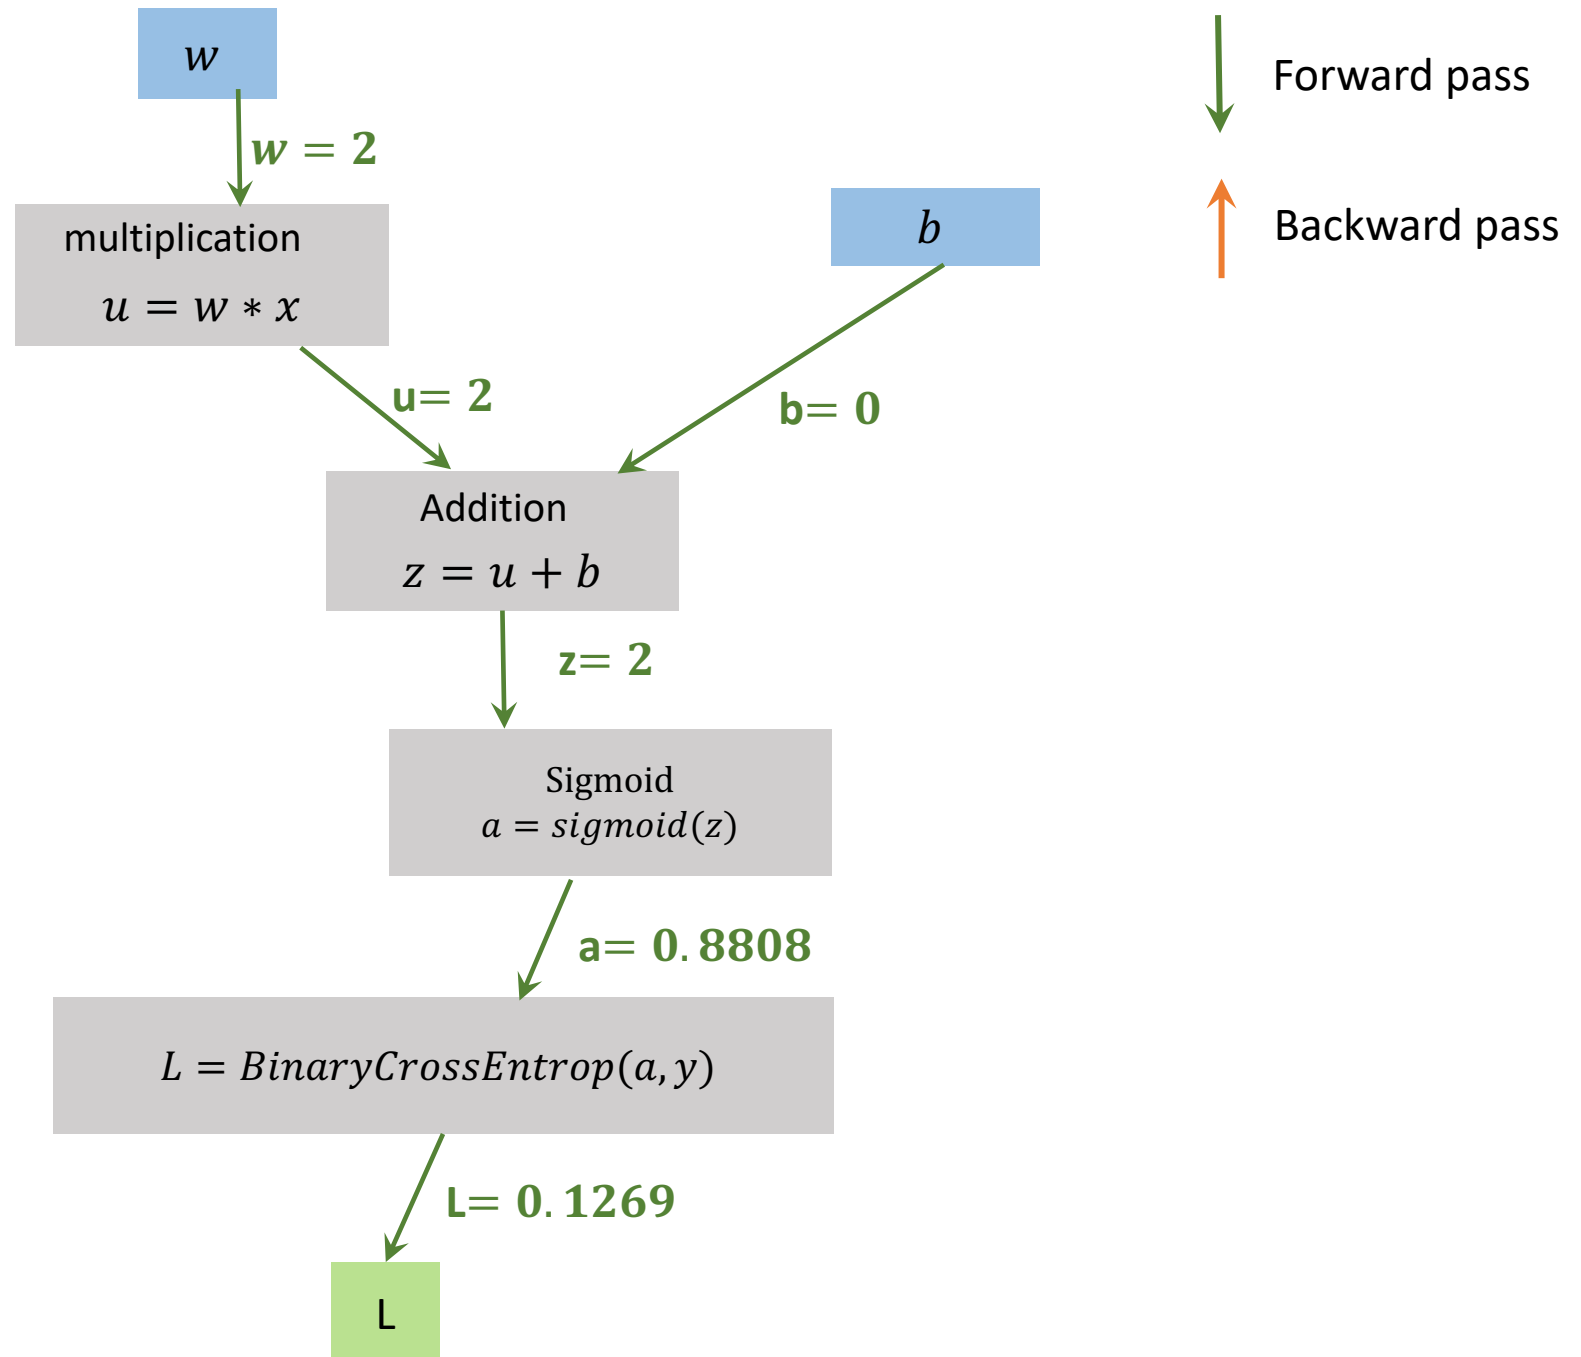 w
Forward pass
w = 2
Backward pass
multiplication
u = w ∗ x
b
u= 2
b= 0
Addition
z = u + b
z= 2
Sigmoid
a = sigmoid(z)
a= 0.8808
L = BinaryCrossEntrop(a, y)
L= 0.1269
L